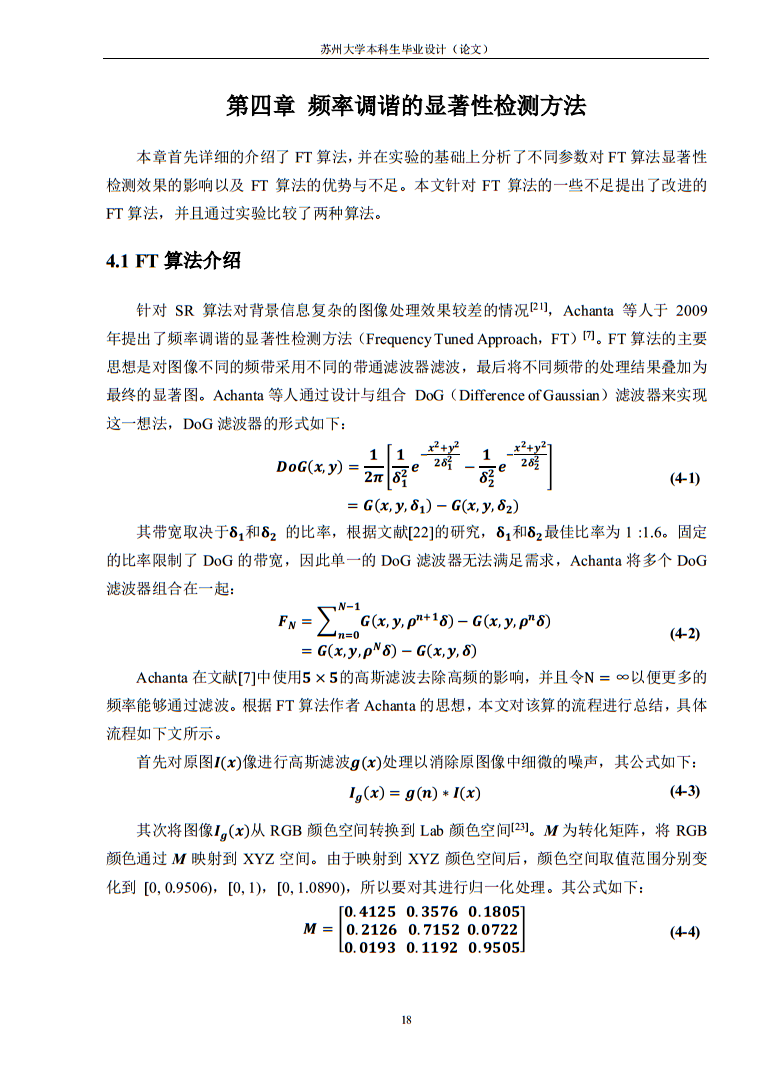 苏州大学本科生毕业设计（论文）
第四章 频率调谐的显著性检测方法
本章首先详细的介绍了 FT 算法，并在实验的基础上分析了不同参数对 FT 算法显著性
检测效果的影响以及 FT 算法的优势与不足。本文针对 FT 算法的一些不足提出了改进的
FT 算法，并且通过实验比较了两种算法。
4.1 FT 算法介绍
针对 SR 算法对背景信息复杂的图像处理效果较差的情况[21]，Achanta 等人于 2009
年提出了频率调谐的显著性检测方法（Frequency Tuned Approach，FT）[7]。FT 算法的主要
思想是对图像不同的频带采用不同的带通滤波器滤波，最后将不同频带的处理结果叠加为
最终的显著图。Achanta 等人通过设计与组合 DoG（Difference of Gaussian）滤波器来实现
这一想法，DoG 滤波器的形式如下：
DoG(x, y) = \frac{1}{2π}[\frac{1}{δ_1^2}e^{-\frac{x^2+y^2}{2δ_1^2}} − \frac{1}{δ_2^2}e^{-\frac{x^2+y^2}{2δ_2^2}}]
(4-1)
= G(x, y, δ₁) − G(x, y, δ₂)
其带宽取决于δ₁和δ₂ 的比率，根据文献[22]的研究，δ₁和δ₂最佳比率为 1 :1.6。固定
的比率限制了 DoG 的带宽，因此单一的 DoG 滤波器无法满足需求，Achanta 将多个 DoG
滤波器组合在一起：
F_N = \sum_{n=0}^{N−1} G(x, y, ρ^{n+1}δ) − G(x, y, ρ^nδ)
(4-2)
= G(x, y, ρ^Nδ) − G(x, y, δ)
Achanta 在文献[7]中使用5 × 5的高斯滤波去除高频的影响，并且令N = ∞以便更多的
频率能够通过滤波。根据 FT 算法作者 Achanta 的思想，本文对该算的流程进行总结，具体
流程如下文所示。
首先对原图I(x)像进行高斯滤波g(x)处理以消除原图像中细微的噪声，其公式如下：
I_g(x) = g(n) ∗ I(x) (4-3)
其次将图像I_g(x)从 RGB 颜色空间转换到 Lab 颜色空间[23]。M 为转化矩阵，将 RGB
颜色通过 M 映射到 XYZ 空间。由于映射到 XYZ 颜色空间后，颜色空间取值范围分别变
化到 [0, 0.9506)，[0, 1)，[0, 1.0890)，所以要对其进行归一化处理。其公式如下：
0.4125 0.3576 0.1805
M = 0.2126 0.7152 0.0722 (4-4)
0.0193 0.1192 0.9505
18